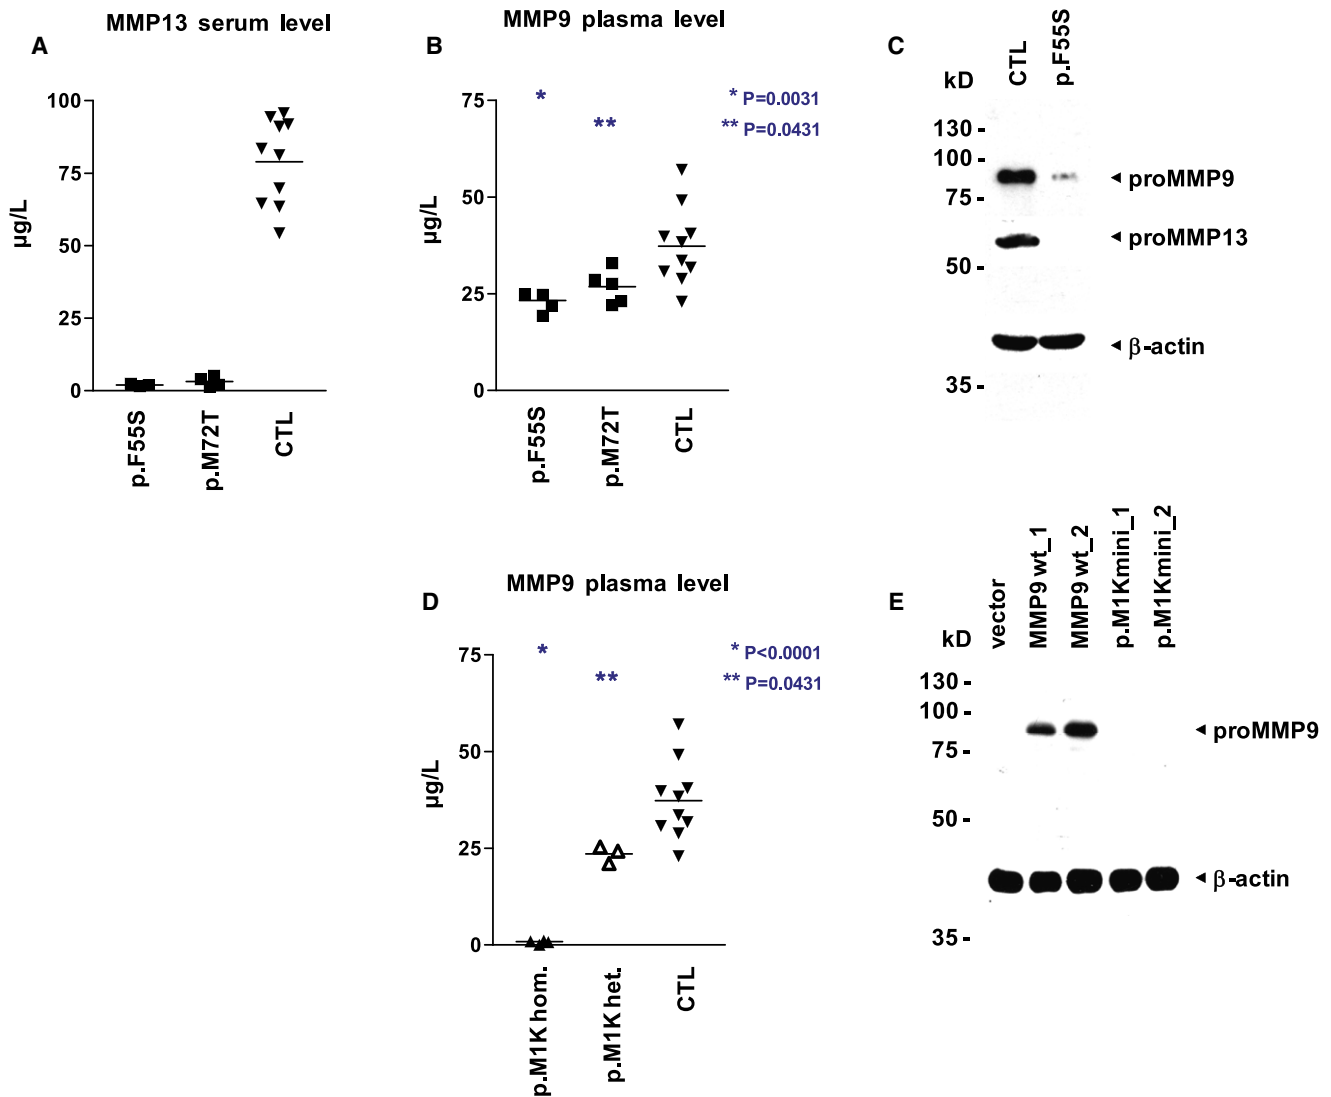 A
MMP13 serum level
µg/L
100
75
50
25
0
p.F55S
p.M72T
CTL
B
MMP9 plasma level
µg/L
75
50
25
0
*
**
* P=0.0031
** P=0.0431
p.F55S
p.M72T
CTL
C
kD
CTL
p.F55S
130 -
100 -
75 -
50 -
35 -
proMMP9
proMMP13
β-actin
D
MMP9 plasma level
µg/L
75
50
25
0
*
**
* P<0.0001
** P=0.0431
p.M1K hom.
p.M1K het.
CTL
E
kD
vector
MMP9 wt_1
MMP9 wt_2
p.M1Kmini_1
p.M1Kmini_2
130 -
100 -
75 -
50 -
35 -
proMMP9
β-actin